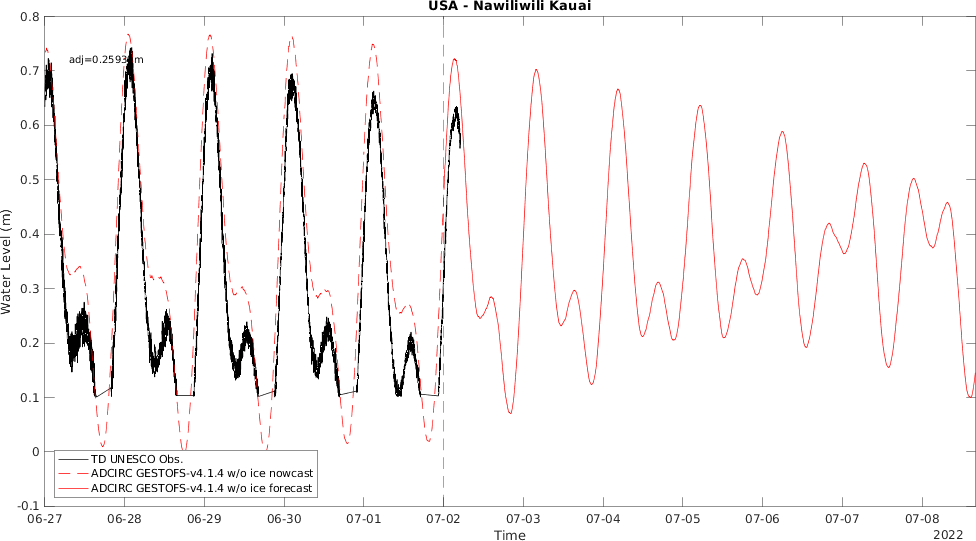 USA - Nawiliwili Kauai
0.8
0.7
0.6
0.5
0.4
0.3
0.2
0.1
0
-0.1
Water Level (m)
TD UNESCO Obs.
ADCIRC GESTOFS-v4.1.4 w/o ice nowcast
ADCIRC GESTOFS-v4.1.4 w/o ice forecast
06-27 06-28 06-29 06-30 07-01 07-02 07-03 07-04 07-05 07-06 07-07 07-08
Time
2022